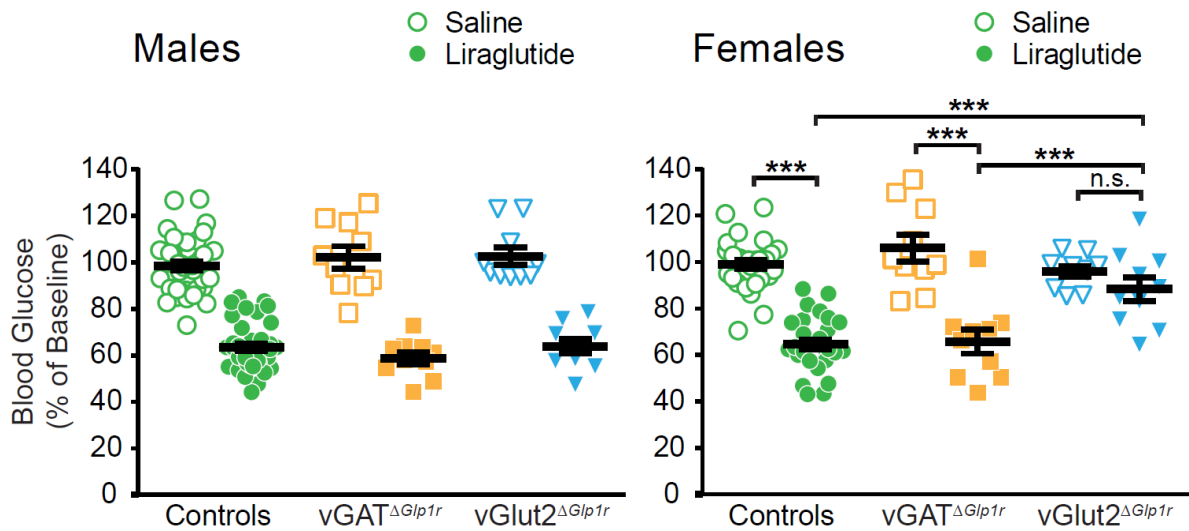 Males
Saline
Liraglutide
Blood Glucose
(% of Baseline)
140
120
100
80
60
40
20
0
Controls vGATΔGlp1r vGlut2ΔGlp1r
Females
Saline
Liraglutide
***
***
***
***
n.s.
140
120
100
80
60
40
20
0
Controls vGATΔGlp1r vGlut2ΔGlp1r